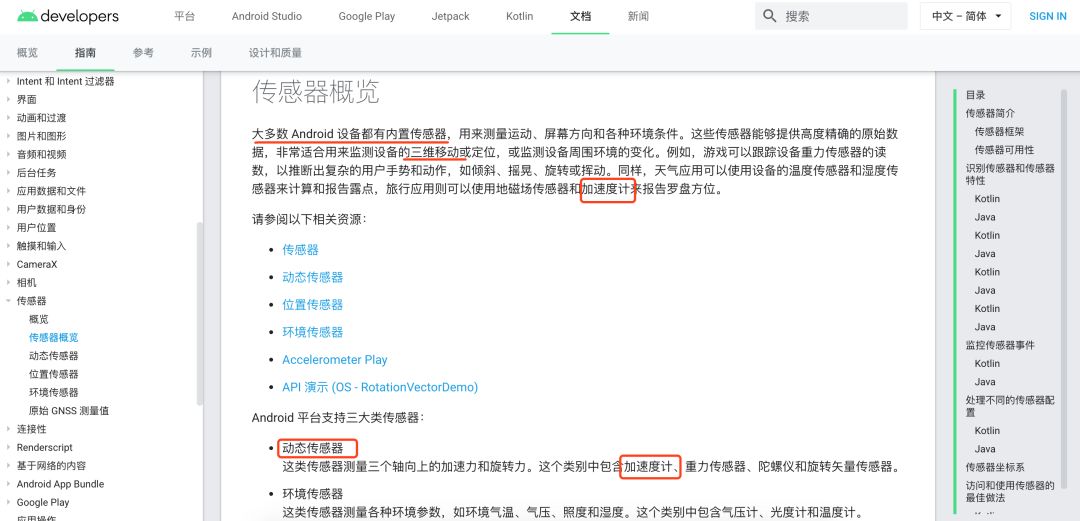 developers
平台
Android Studio
Google Play
Jetpack
Kotlin
文档
新闻
搜索
中文 – 简体
SIGN IN
概览
指南
参考
示例
设计和质量
Intent 和 Intent 过滤器
界面
动画和过渡
图片和图形
音频和视频
后台任务
应用数据和文件
用户数据和身份
用户位置
触摸和输入
CameraX
相机
传感器
概览
传感器概览
动态传感器
位置传感器
环境传感器
原始 GNSS 测量值
连接性
Renderscript
基于网络的内容
Android App Bundle
Google Play
应用操作
传感器概览
大多数 Android 设备都有内置传感器，用来测量运动、屏幕方向和各种环境条件。这些传感器能够提供高度精确的原始数
据，非常适合用来监测设备的三维移动或定位，或监测设备周围环境的变化。例如，游戏可以跟踪设备重力传感器的读
数，以推断出复杂的用户手势和动作，如倾斜、摇晃、旋转或挥动。同样，天气应用可以使用设备的温度传感器和湿度传
感器来计算和报告露点，旅行应用则可以使用地磁场传感器和加速度计来报告罗盘方位。
请参阅以下相关资源：
传感器
动态传感器
位置传感器
环境传感器
Accelerometer Play
API 演示 (OS - RotationVectorDemo)
Android 平台支持三大类传感器：
动态传感器
这类传感器测量三个轴向上的加速力和旋转力。这个类别中包含加速度计、重力传感器、陀螺仪和旋转矢量传感器。
环境传感器
这类传感器测量各种环境参数，如环境气温、气压、照度和湿度。这个类别中包含气压计、光度计和温度计。
目录
传感器简介
传感器框架
传感器可用性
识别传感器和传感器
特性
Kotlin
Java
Kotlin
Java
Kotlin
Java
Kotlin
Java
监控传感器事件
Kotlin
Java
处理不同的传感器配
置
Kotlin
Java
传感器坐标系
访问和使用传感器的
最佳做法